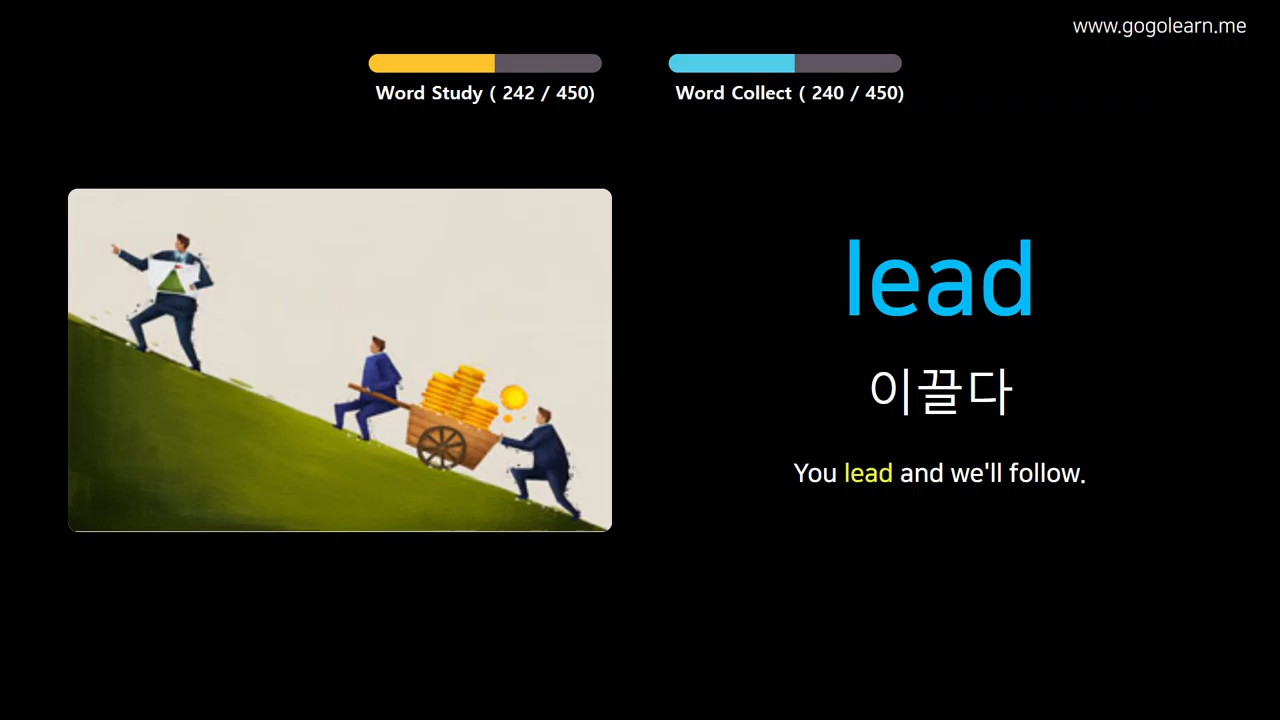 www.gogolearn.me
Word Study ( 242 / 450)
Word Collect ( 240 / 450)
lead
이끌다
You lead and we'll follow.